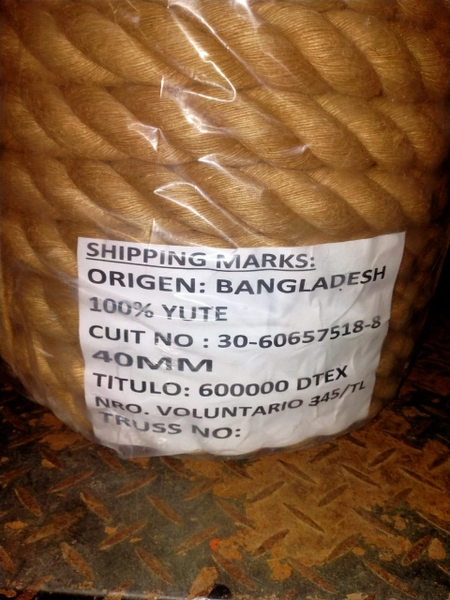 SHIPPING MARKS:
ORIGEN: BANGLADESH
100% YUTE
CUIT NO : 30-60657518-8
40MM
TITULO: 600000 DTEX
NRO. VOLUNTARIO 345/TL
TRUSS NO: